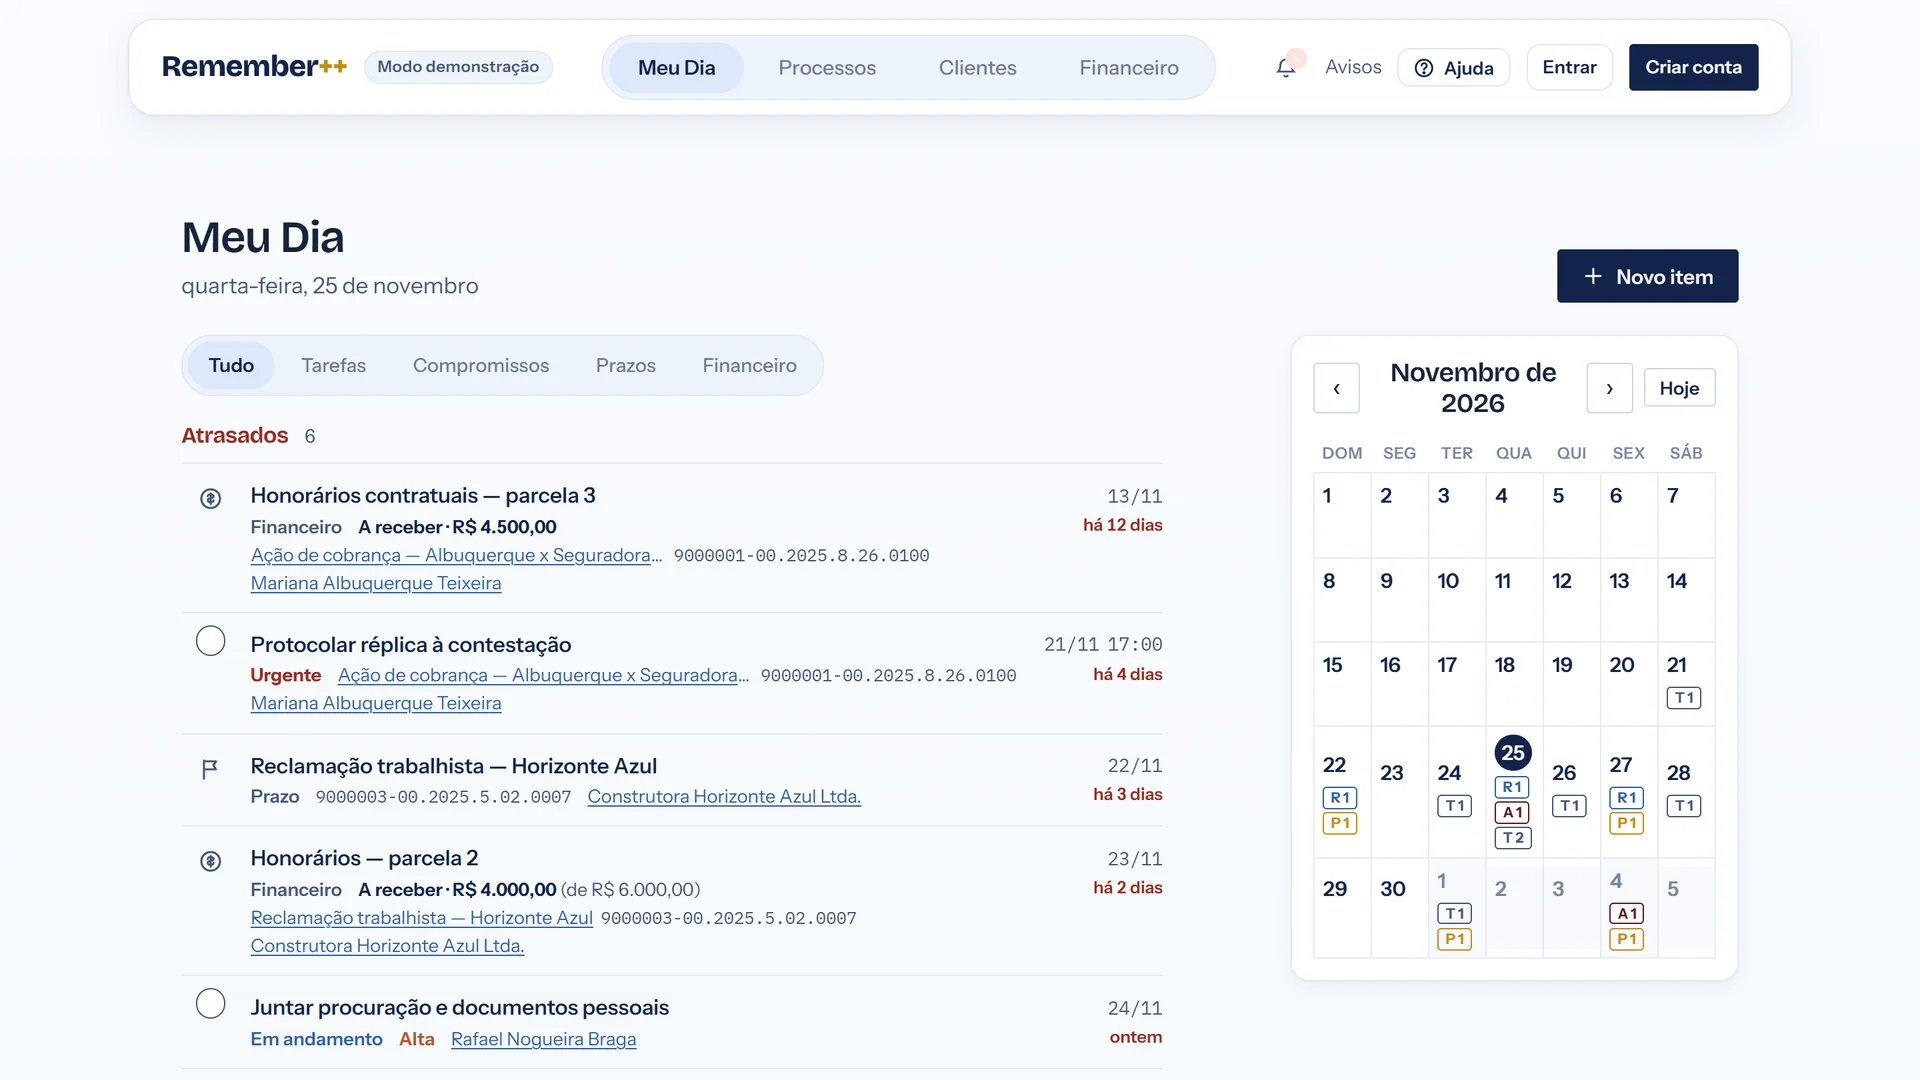 Remember++
Modo demonstração
Meu Dia
Processos
Clientes
Financeiro
Avisos
Ajuda
Entrar
Criar conta
Meu Dia
quarta-feira, 25 de novembro
+ Novo item
Tudo
Tarefas
Compromissos
Prazos
Financeiro
Atrasados 6
Honorários contratuais — parcela 3 13/11
Financeiro A receber · R$ 4.500,00 há 12 dias
Ação de cobrança — Albuquerque x Seguradora... 9000001-00.2025.8.26.0100
Mariana Albuquerque Teixeira
Protocolar réplica à contestação 21/11 17:00
Urgente Ação de cobrança — Albuquerque x Seguradora... 9000001-00.2025.8.26.0100 há 4 dias
Mariana Albuquerque Teixeira
Reclamação trabalhista — Horizonte Azul 22/11
Prazo 9000003-00.2025.5.02.0007 Construtora Horizonte Azul Ltda. há 3 dias
Honorários — parcela 2 23/11
Financeiro A receber · R$ 4.000,00 (de R$ 6.000,00) há 2 dias
Reclamação trabalhista — Horizonte Azul 9000003-00.2025.5.02.0007
Construtora Horizonte Azul Ltda.
Juntar procuração e documentos pessoais 24/11
Em andamento Alta Rafael Nogueira Braga ontem
‹
Novembro de
2026
›
Hoje
DOM SEG TER QUA QUI SEX SÁB
1 2 3 4 5 6 7
8 9 10 11 12 13 14
15 16 17 18 19 20 21
T1
22 23 24 25 26 27 28
R1 T1 R1 T1 R1 T1
P1 A1 P1
T2
29 30 1 2 3 4 5
T1 A1
P1 P1